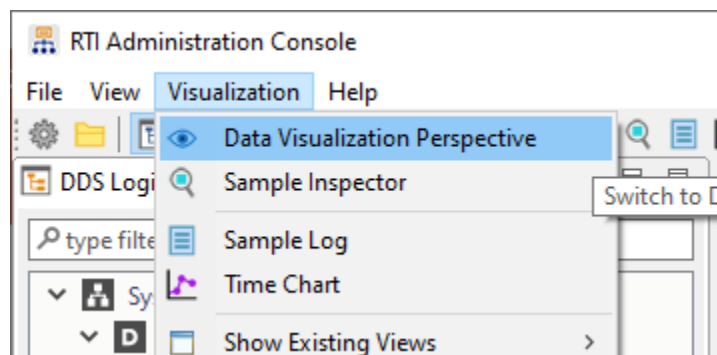 RTI Administration Console
File View Visualization Help
Data Visualization Perspective
DDS Logi
Sample Inspector
Switch to D
type filte
Sample Log
Sy
Time Chart
D
Show Existing Views